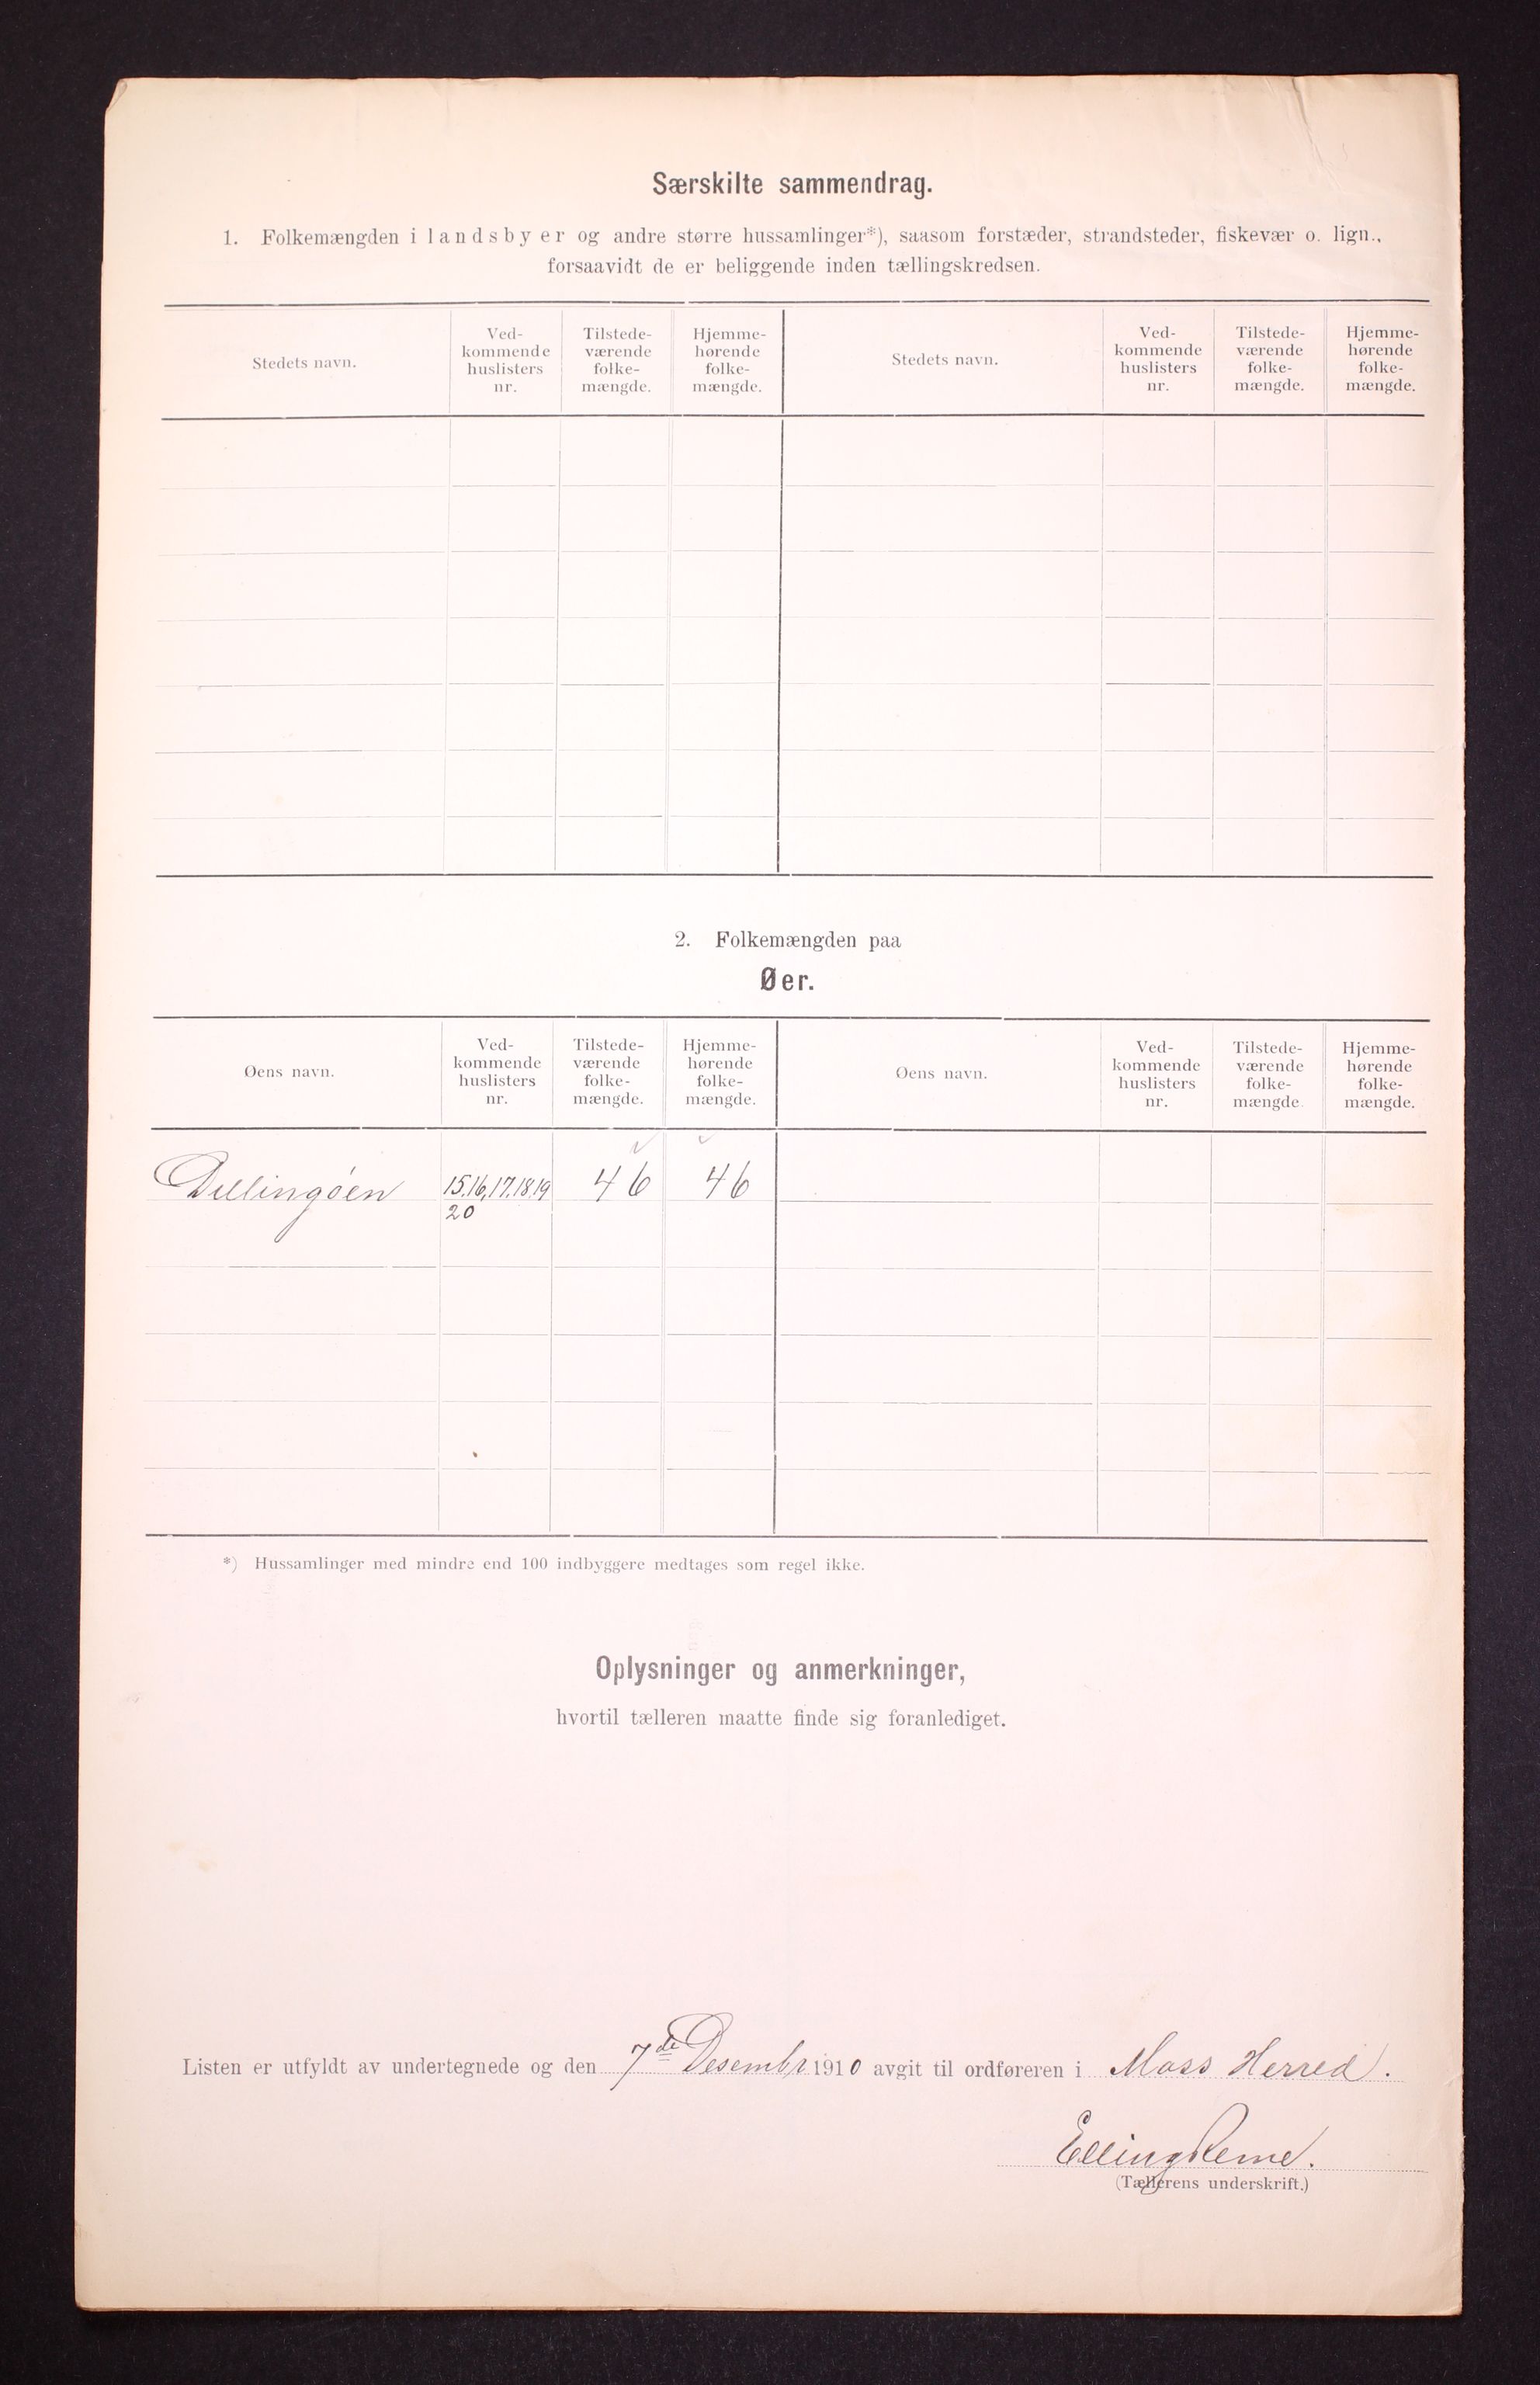 Særskilte sammendrag.
1. Folkemængden i landsbyer og andre større hussamlinger*), saasom forstæder, strandsteder, fiskevær o. lign.,
forsaavidt de er beliggende inden tællingskredsen.
Stedets navn.
Ved-
kommende
huslisters
nr.
Tilstede-
værende
folke-
mængde.
Hjemme-
hørende
folke-
mængde.
Stedets navn.
Ved-
kommende
huslisters
nr.
Tilstede-
værende
folke-
mængde.
Hjemme-
hørende
folke-
mængde.
2. Folkemængden paa
Øer.
Øens navn.
Ved-
kommende
huslisters
nr.
Tilstede-
værende
folke-
mængde.
Hjemme-
hørende
folke-
mængde.
Øens navn.
Ved-
kommende
huslisters
nr.
Tilstede-
værende
folke-
mængde.
Hjemme-
hørende
folke-
mængde.
Dillingöen 15,16,17,18,19 46 46
20
*) Hussamlinger med mindre end 100 indbyggere medtages som regel ikke.
Oplysninger og anmerkninger,
hvortil tælleren maatte finde sig foranlediget.
Listen er utfyldt av undertegnede og den 7de Desembr 1910 avgit til ordføreren i Moss Herred.
Elling
(Tællerens underskrift.)